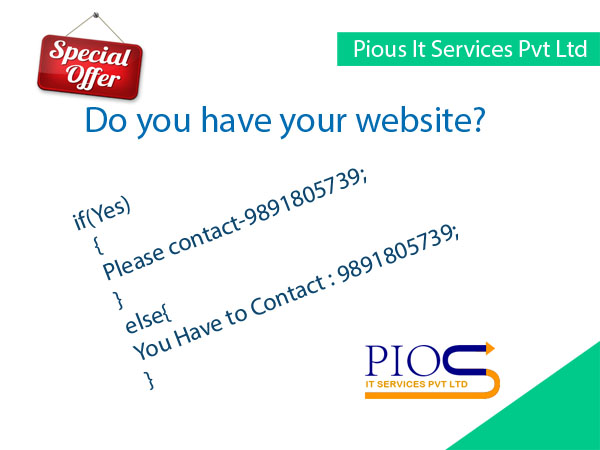 Special
Offer
Pious It Services Pvt Ltd
Do you have your website?
if(Yes)
{
Please contact-9891805739;
}
else{
You Have to Contact : 9891805739;
}
PIOUS
IT SERVICES PVT LTD